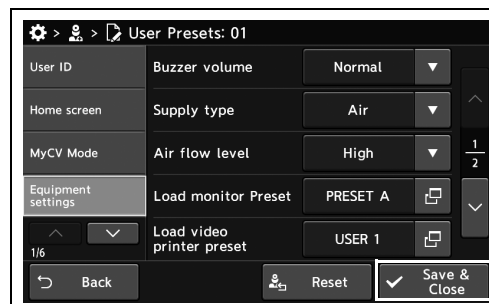 > > User Presets: 01
User ID
Buzzer volume Normal
Home screen
Supply type Air
MyCV Mode
Air flow level High
1
2
Equipment
settings
Load monitor Preset PRESET A
1/6
Load video
printer preset USER 1
Back Reset Save &
Close